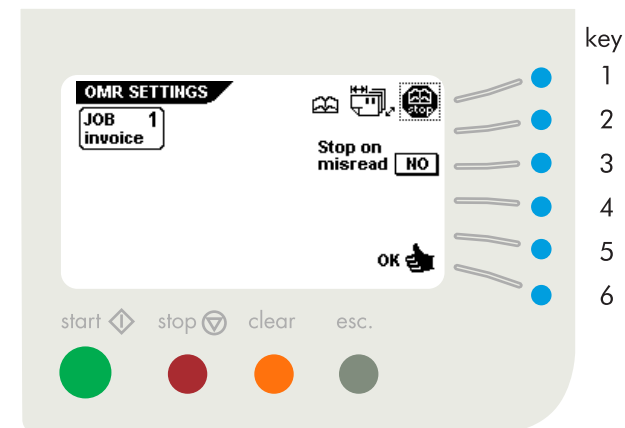 key
OMR SETTINGS
JOB 1
invoice
stop
Stop on
misread NO
OK
1
2
3
4
5
6
start stop clear esc.